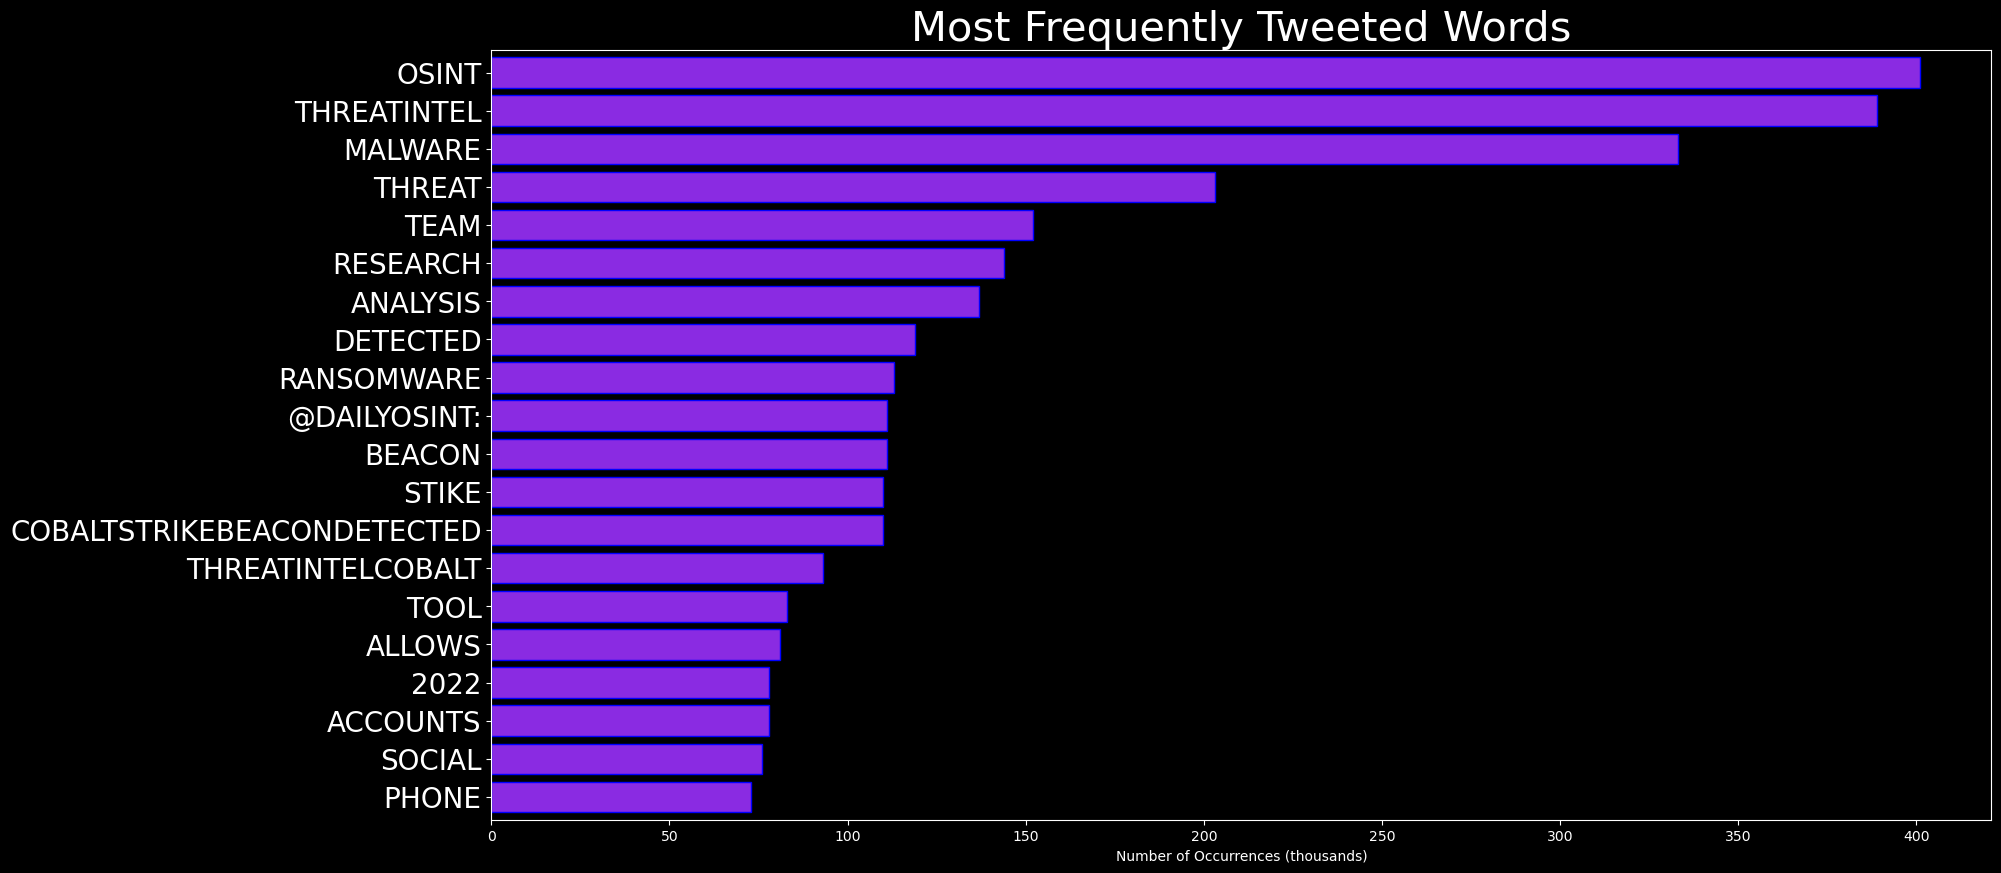 Most Frequently Tweeted Words
OSINT
THREATINTEL
MALWARE
THREAT
TEAM
RESEARCH
ANALYSIS
DETECTED
RANSOMWARE
@DAILYOSINT:
BEACON
STIKE
COBALTSTRIKEBEACONDETECTED
THREATINTELCOBALT
TOOL
ALLOWS
2022
ACCOUNTS
SOCIAL
PHONE
0 50 100 150 200 250 300 350 400
Number of Occurrences (thousands)